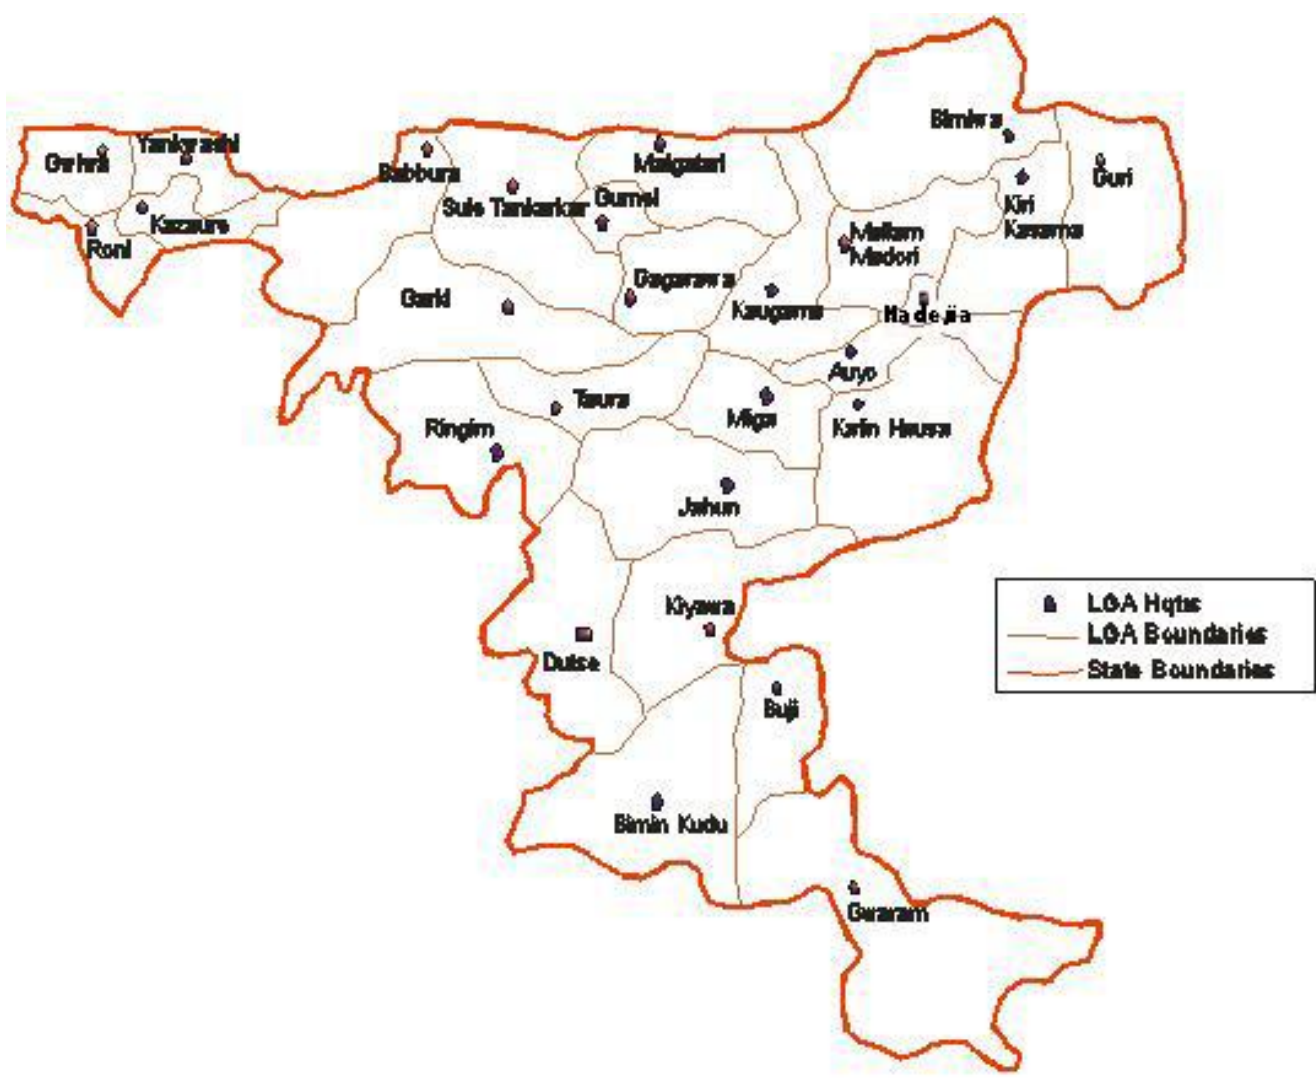 Birniwa
Yankwashi
Gwiwa
Babbura
Maigatari
Guri
Sule Tankarkar
Gumel
Kiri
Kasama
Kazaure
Roni
Mallam
Madori
Gagarawa
Garki
Kaugama
Hadejia
Auyo
Taura
Miga
Kafin Hausa
Ringim
Jahun
Kiyawa
Dutse
Buji
Birnin Kudu
Gwaram
LGA Hqtrs
LGA Boundaries
State Boundaries